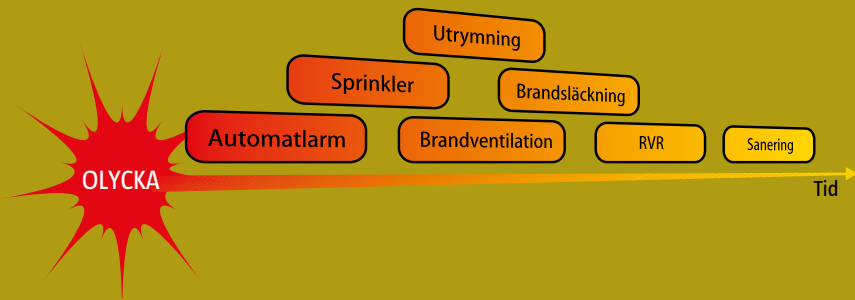 Utrymning
Sprinkler
Brandsläckning
Automatlarm
Brandventilation
RVR
Sanering
OLYCKA
Tid